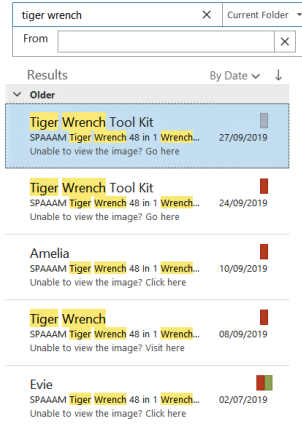 tiger wrench
Current Folder
From
Results
By Date
Older
Tiger Wrench Tool Kit
SPAAAM Tiger Wrench 48 in 1 Wrench... 27/09/2019
Unable to view the image? Go here
Tiger Wrench Tool Kit
SPAAAM Tiger Wrench 48 in 1 Wrench... 24/09/2019
Unable to view the image? Go here
Amelia
SPAAAM Tiger Wrench 48 In 1 Wrench... 10/09/2019
Unable to view the image? Click here
Tiger Wrench
SPAAAM Tiger Wrench 48 in 1 Wrench... 08/09/2019
Unable to view the image? Visit here
Evie
SPAAAM Tiger Wrench 48 in 1 Wrench... 02/07/2019
Unable to view the image? Click here